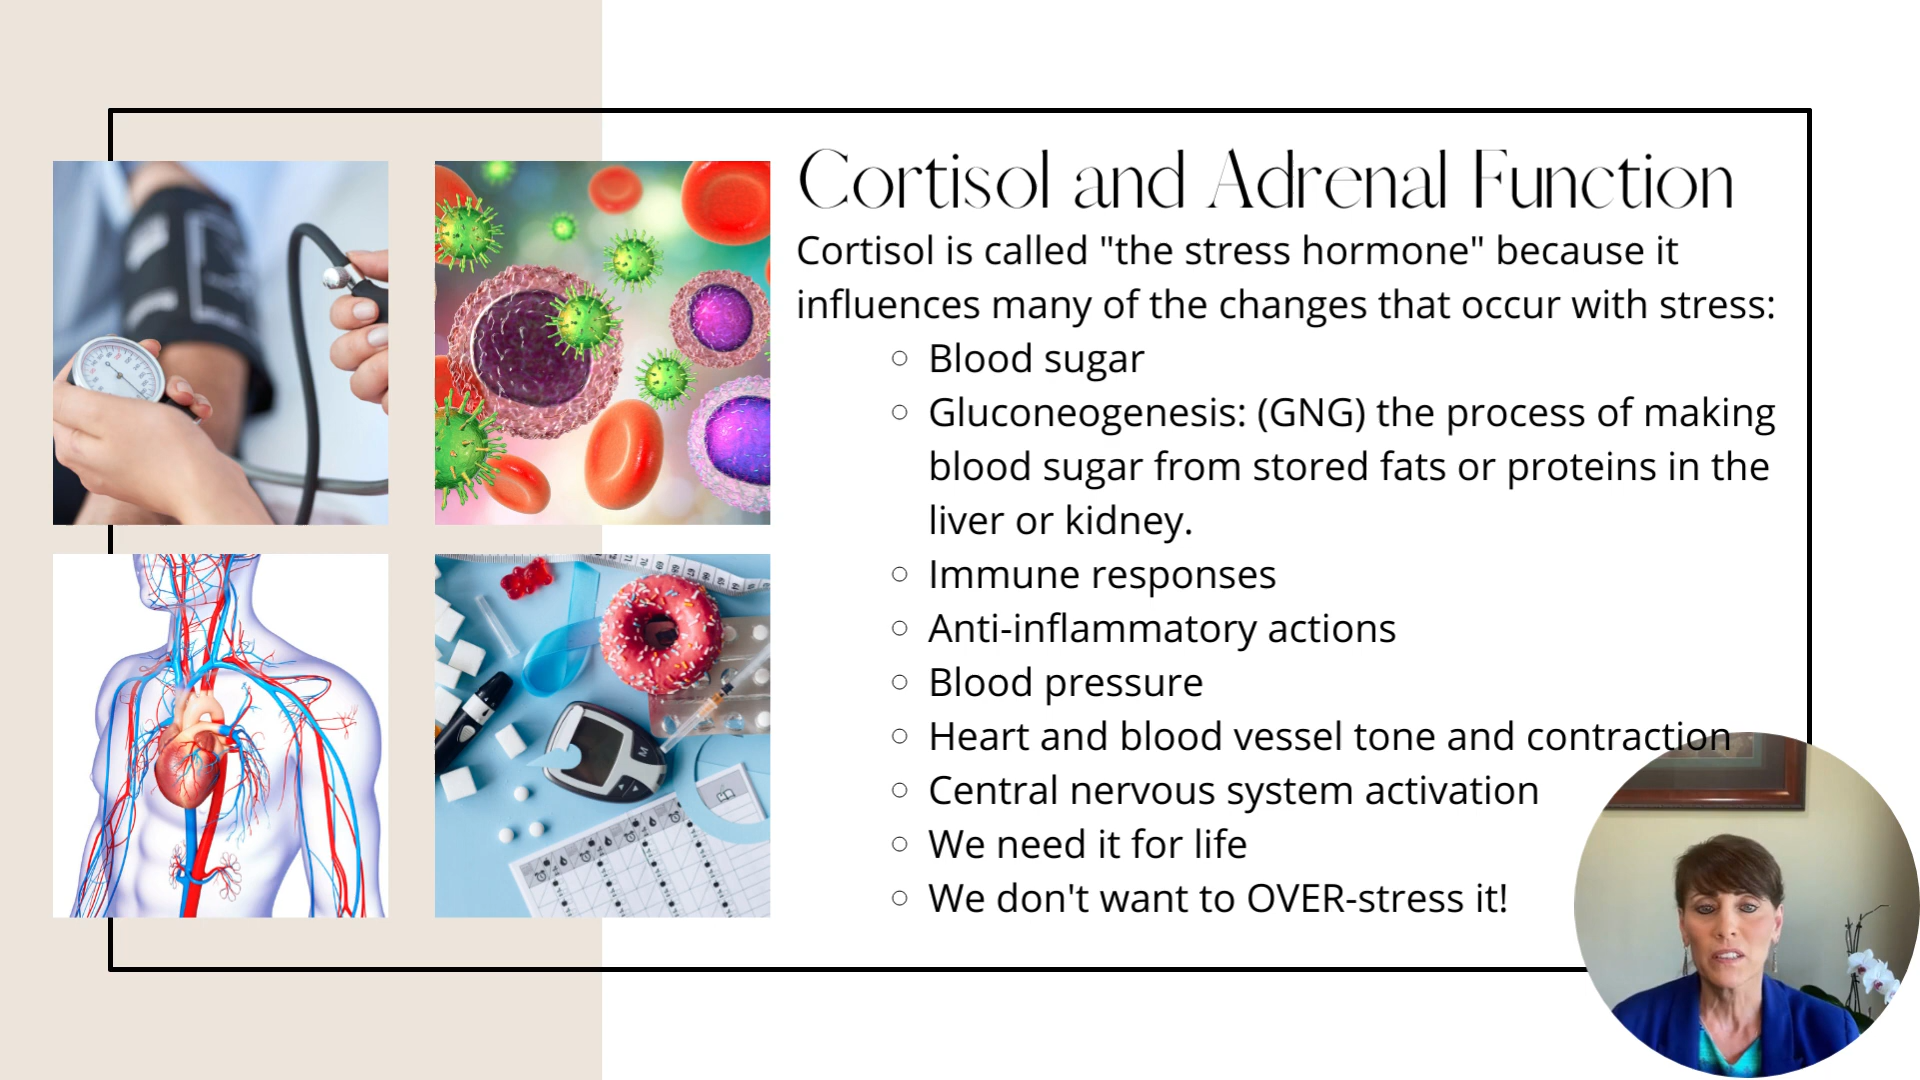 Cortisol and Adrenal Function
Cortisol is called "the stress hormone" because it
influences many of the changes that occur with stress:
Blood sugar
Gluconeogenesis: (GNG) the process of making
blood sugar from stored fats or proteins in the
liver or kidney.
Immune responses
Anti-inflammatory actions
Blood pressure
Heart and blood vessel tone and contraction
Central nervous system activation
We need it for life
We don't want to OVER-stress it!